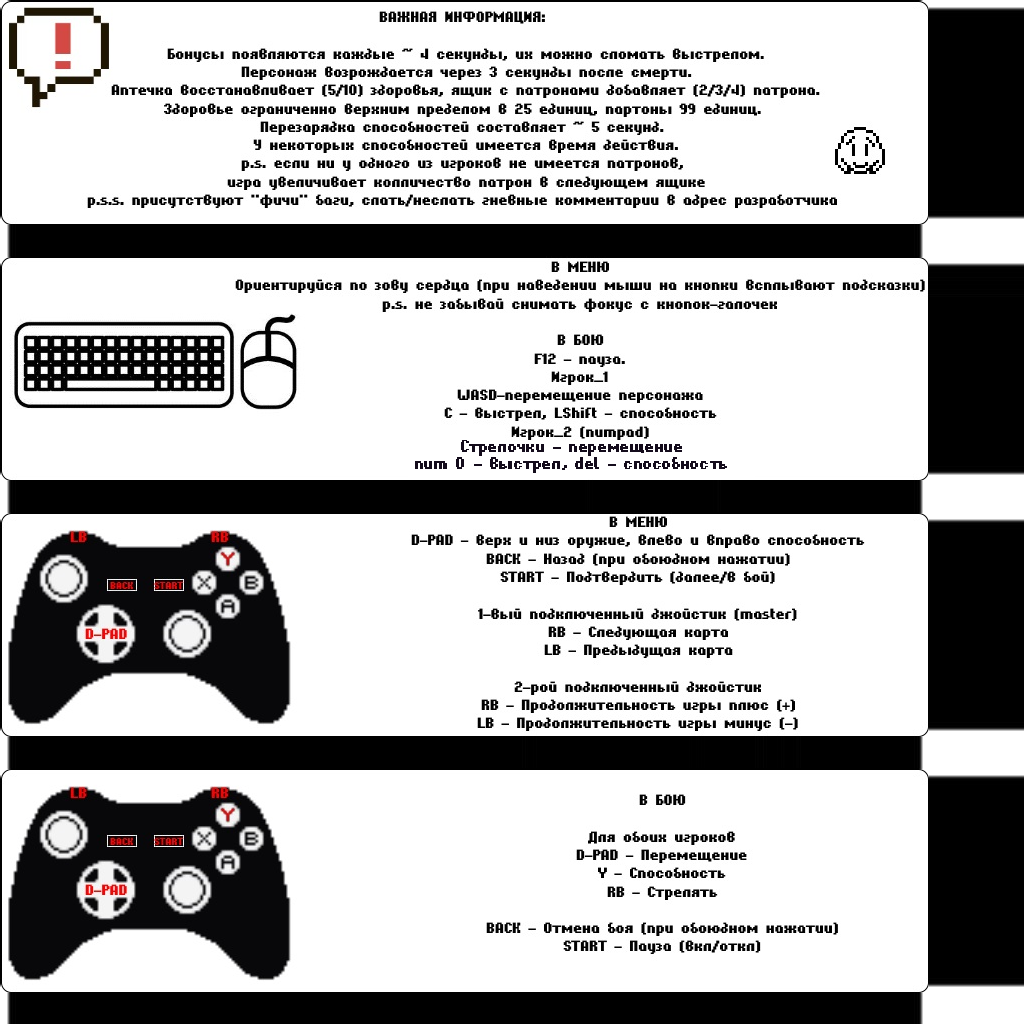 ВАЖНАЯ ИНФОРМАЦИЯ:
Бонусы появляются каждые ~ 4 секунды, их можно сломать выстрелом.
Персонаж возрождается через 3 секунды после смерти.
Аптечка восстанавливает (5/10) здоровья, ящик с патронами добавляет (2/3/4) патрона.
Здоровье ограниченно верхним пределом в 25 единиц, партоны 99 единиц.
Перезарядка способностей составляет ~ 5 секунд.
У некоторых способностей имеется время действия.
p.s. если ни у одного из игроков не имеется патронов,
игра увеличивает колличество патрон в следующем ящике
p.s.s. присутствуют "фичи" баги, слать/неслать гневные комментарии в адрес разработчика
В МЕНЮ
Ориентируйся по зову сердца (при наведении мыши на кнопки всплывают подсказки)
p.s. не забывай снимать фокус с кнопок-галочек
В БОЮ
F12 - пауза.
Игрок_1
WASD-перемещение персонажа
C - выстрел, LShift - способность
Игрок_2 (numpad)
Стрелочки - перемещение
num 0 - выстрел, del - способность
В МЕНЮ
D-PAD - верх и низ оружие, влево и вправо способность
BACK - Назад (при обоюдном нажатии)
START - Подтвердить (далее/в бой)
1-вый подключенный джойстик (master)
RB - Следующая карта
LB - Предыдущая карта
2-рой подключенный джойстик
RB - Продолжительность игры плюс (+)
LB - Продолжительность игры минус (-)
LB RB
Y
BACK START X B
A
D-PAD
В БОЮ
Для обоих игроков
D-PAD - Перемещение
Y - Способность
RB - Стрелять
BACK - Отмена боя (при обоюдном нажатии)
START - Пауза (вкл/откл)
LB RB
Y
BACK START X B
A
D-PAD